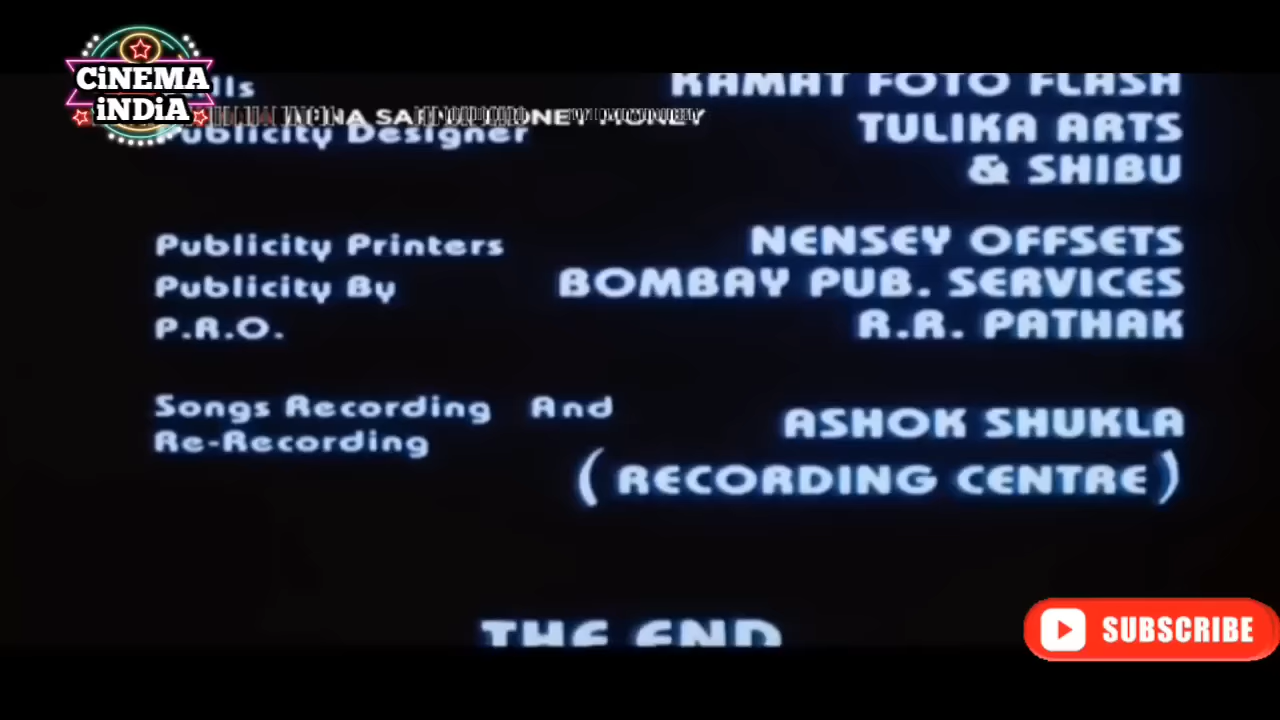 CiNEMA
iNDiA
KAMAT FOTO FLASH
MONEY
Publicity Designer TULIKA ARTS
& SHIBU
Publicity Printers NENSEY OFFSETS
Publicity By BOMBAY PUB. SERVICES
P.R.O. R.R. PATHAK
Songs Recording And
Re-Recording ASHOK SHUKLA
(RECORDING CENTRE)
THE END
SUBSCRIBE